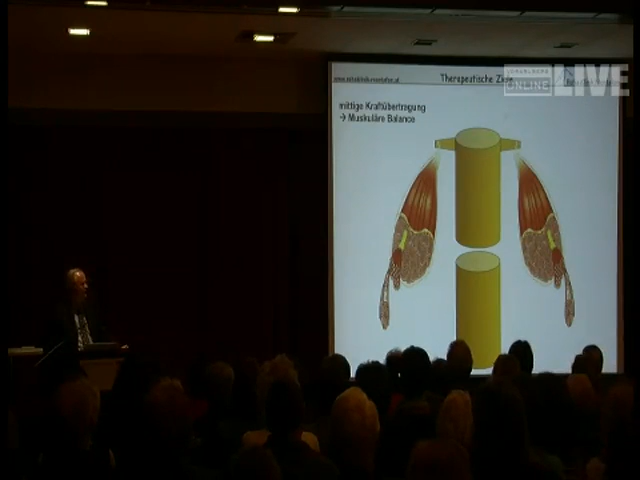 Therapeutische Ziele
VORARLBERG
ONLINE
LIVE
mittige Kraftübertragung
→ Muskuläre Balance